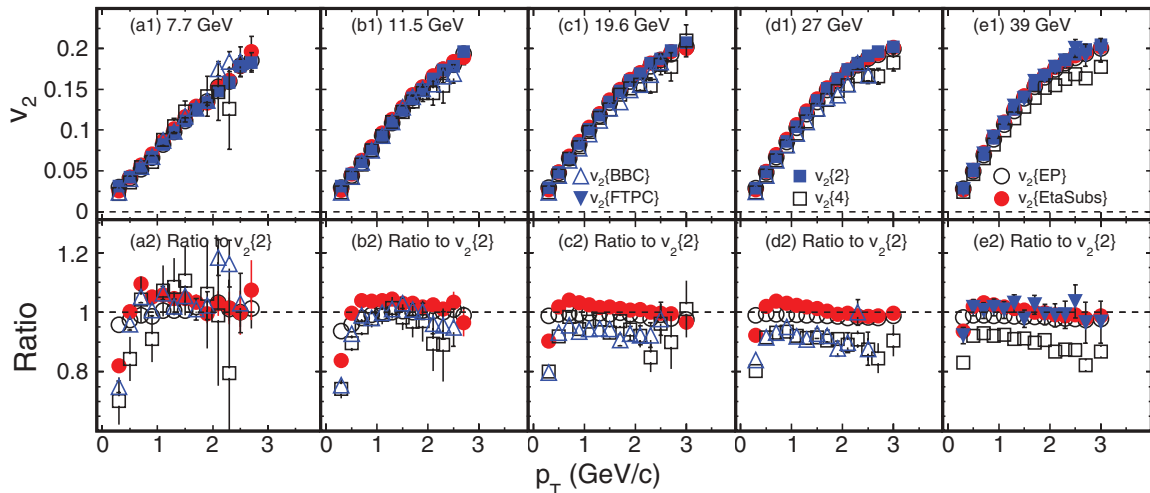 (a1) 7.7 GeV
(b1) 11.5 GeV
(c1) 19.6 GeV
(d1) 27 GeV
(e1) 39 GeV
v2
0.2
0.15
0.1
0.05
0
v2{BBC}
v2{FTPC}
v2{2}
v2{4}
v2{EP}
v2{EtaSubs}
(a2) Ratio to v2{2}
(b2) Ratio to v2{2}
(c2) Ratio to v2{2}
(d2) Ratio to v2{2}
(e2) Ratio to v2{2}
Ratio
1.2
1
0.8
0 1 2 3 0 1 2 3 0 1 2 3 0 1 2 3 0 1 2 3
pT (GeV/c)